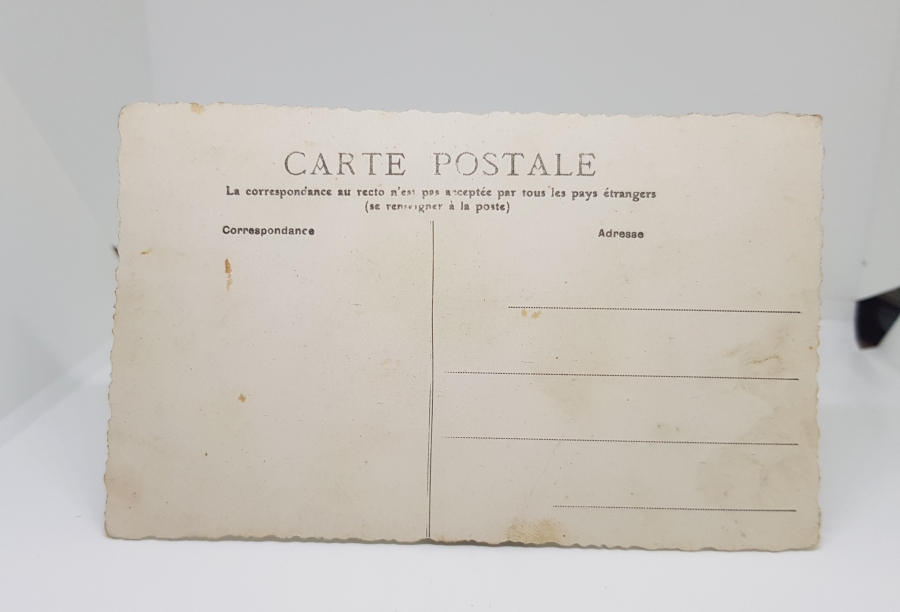 CARTE POSTALE
La correspondance au recto n'est pas acceptée par tous les pays étrangers
(se renseigner à la poste)
Correspondance
Adresse